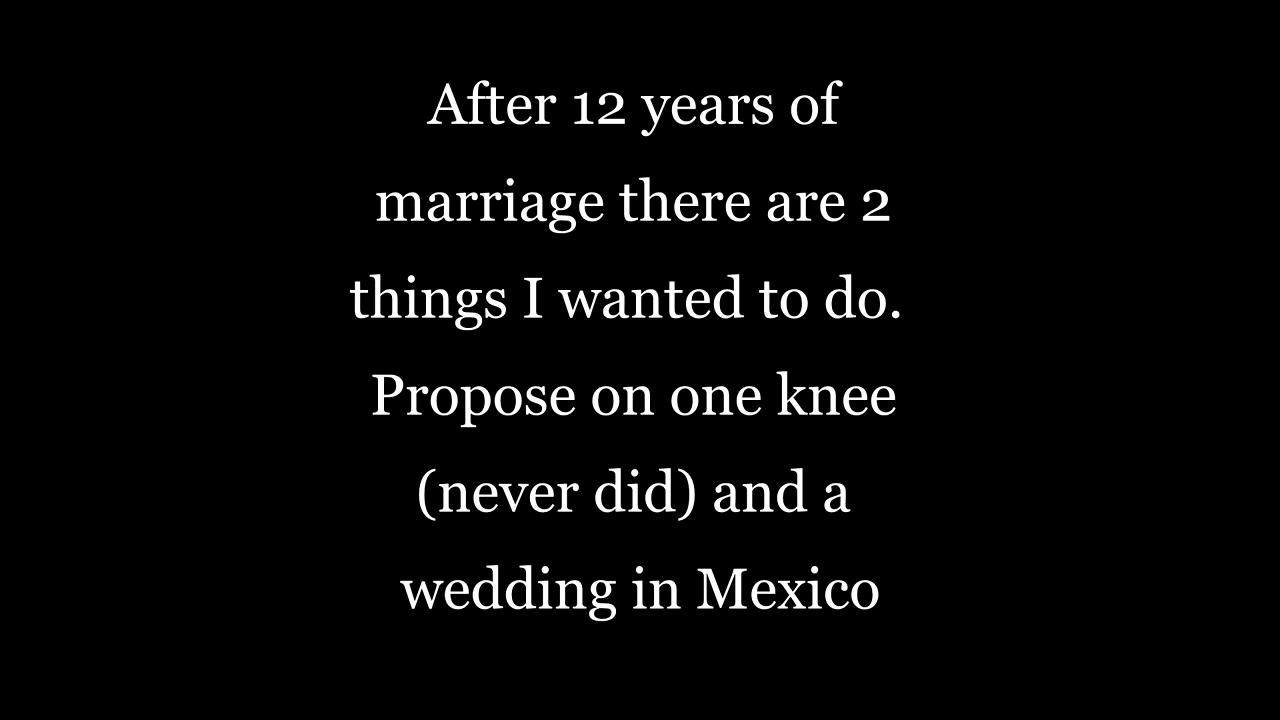 After 12 years of
marriage there are 2
things I wanted to do.
Propose on one knee
(never did) and a
wedding in Mexico